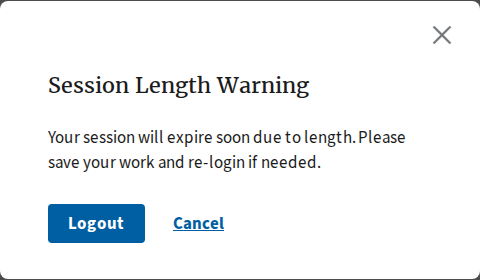 Session Length Warning
Your session will expire soon due to length. Please
save your work and re-login if needed.
Logout Cancel